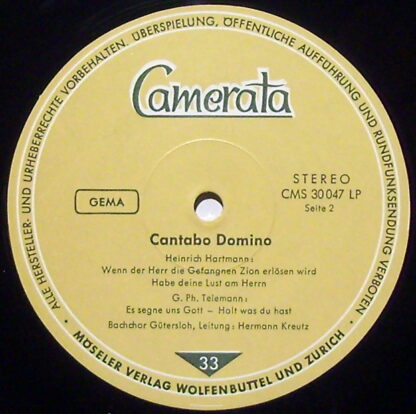 ALLE HERSTELLER- UND URHEBERRECHTE VORBEHALTEN. ÜBERSPIELUNG, ÖFFENTLICHE AUFFÜHRUNG UND RUNDFUNKSENDUNG VERBOTEN
Camerata
GEMA
STEREO
CMS 30047 LP
Seite 2
Cantabo Domino
Heinrich Hartmann:
Wenn der Herr die Gefangnen Zion erlösen wird
Habe deine Lust am Herrn
G. Ph. Telemann:
Es segne uns Gott – Halt was du hast
Bachchor Gütersloh, Leitung: Hermann Kreutz
33
• MÖSELER VERLAG WOLFENBÜTTEL UND ZÜRICH •